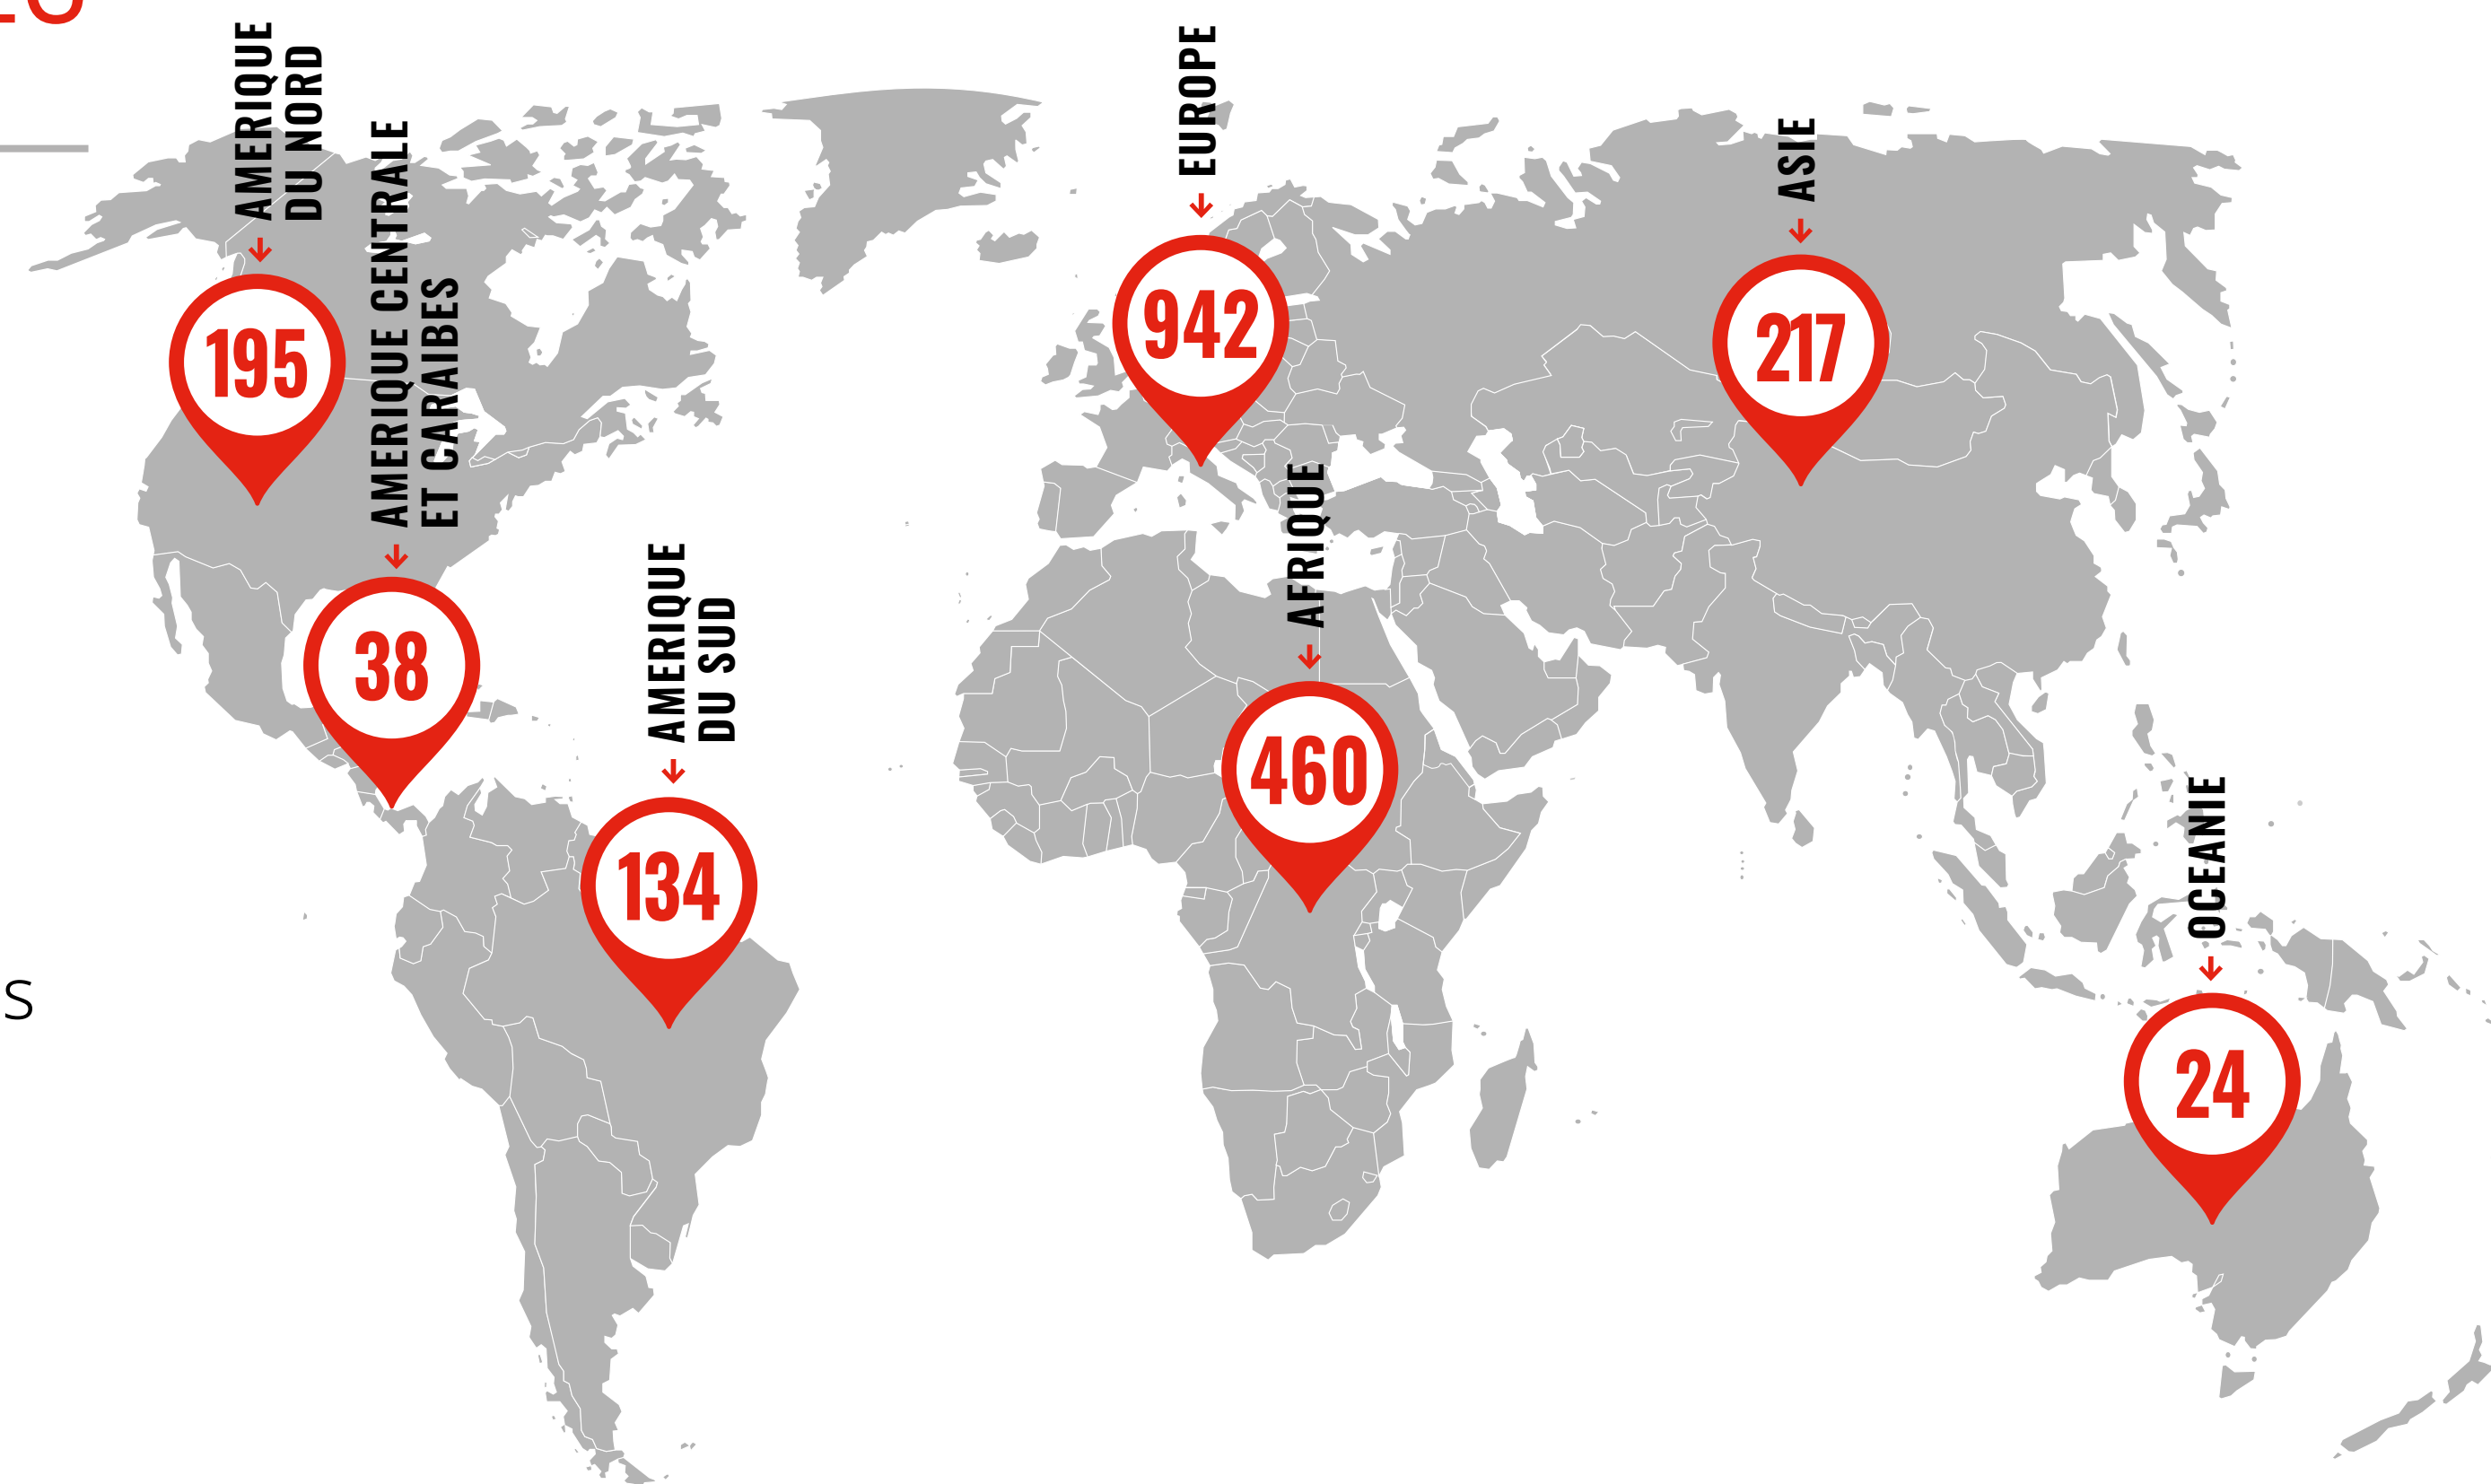 AMERIQUE
DU NORD
195
AMERIQUE CENTRALE
ET CARAIBES
38
AMERIQUE
DU SUD
134
EUROPE
942
AFRIQUE
460
ASIE
217
OCEANIE
24
S